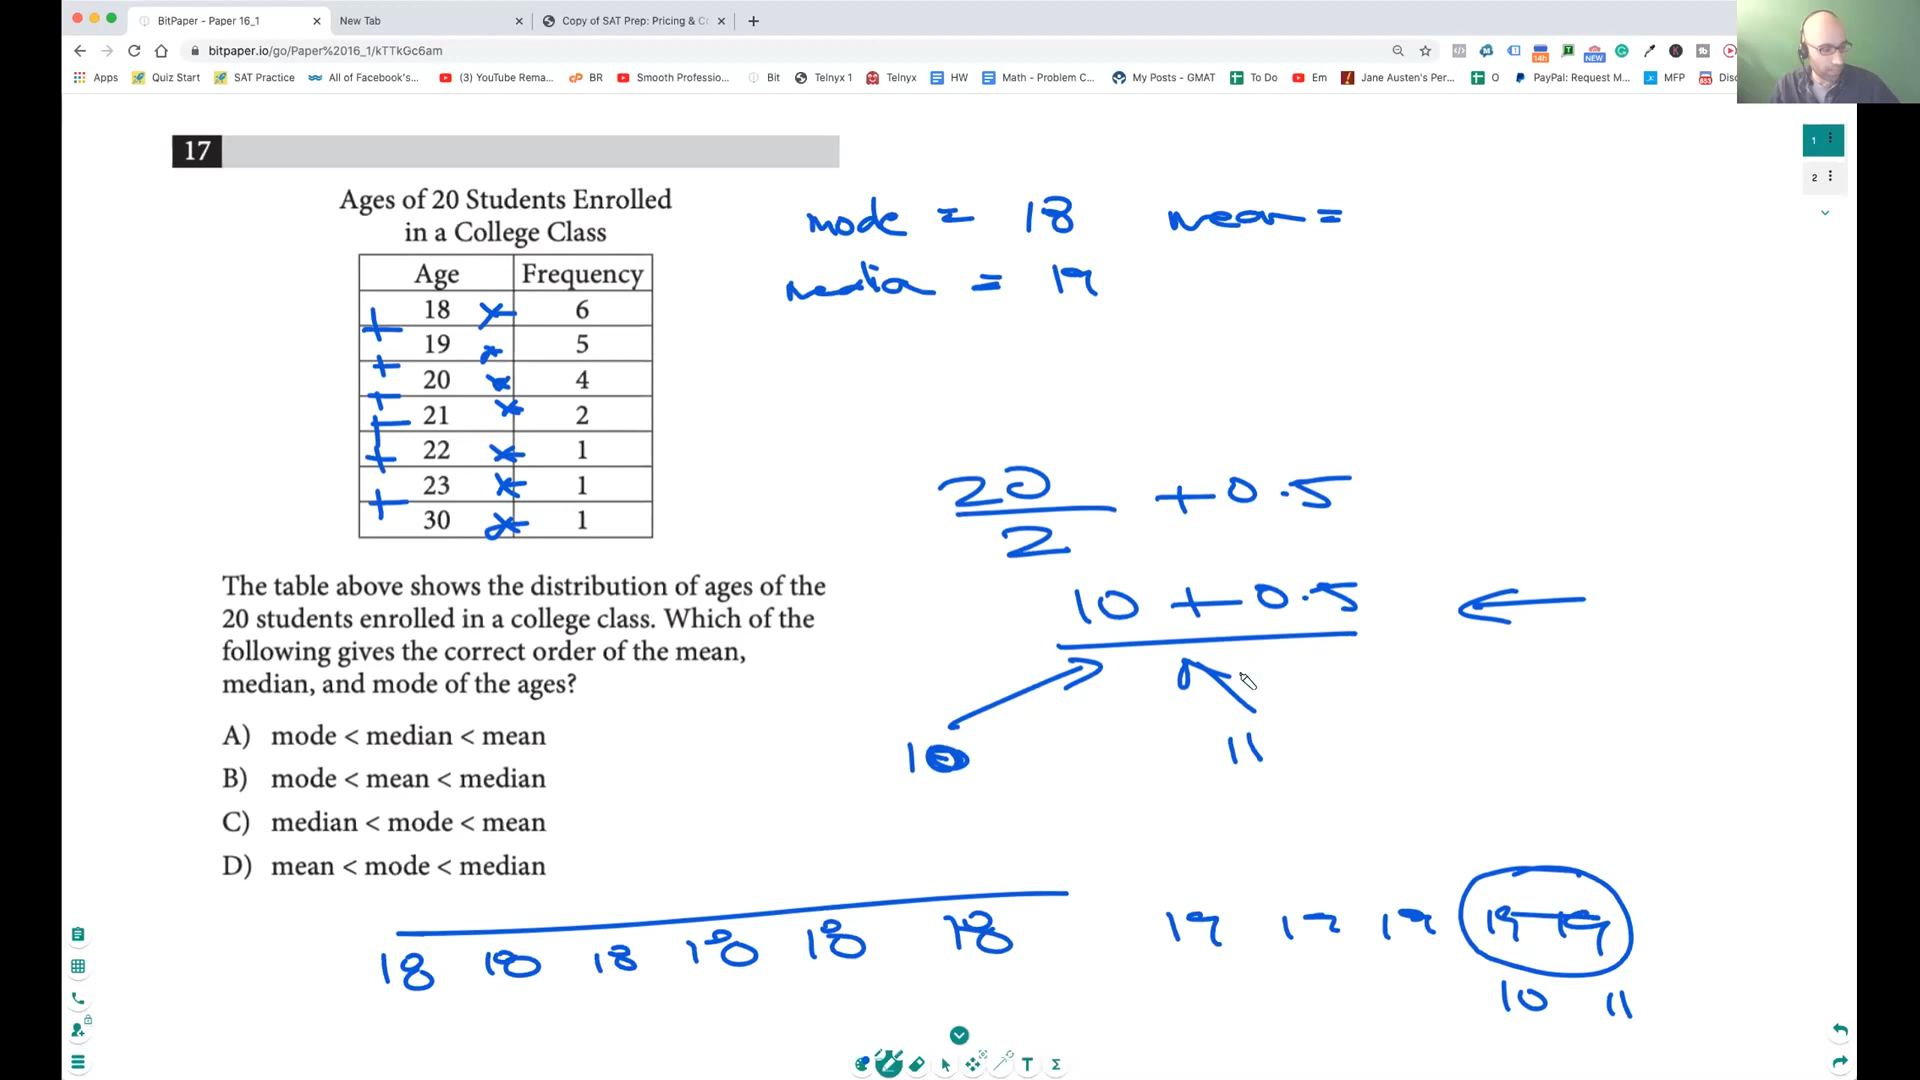 BitPaper - Paper 16_1
New Tab
Copy of SAT Prep: Pricing & C
bitpaper.io/go/Paper%2016_1/kTTkGc6am
Apps Quiz Start SAT Practice All of Facebook's... (3) YouTube Rema... BR Smooth Professio... Bit Telnyx 1 Telnyx HW Math - Problem C... My Posts - GMAT To Do Em Jane Austen's Per... O PayPal: Request M... MFP Disc
17
Ages of 20 Students Enrolled
in a College Class
Age Frequency
18 × 6
+
19 × 5
+
20 × 4
+
21 × 2
+
22 × 1
+
23 × 1
+
30 × 1
The table above shows the distribution of ages of the
20 students enrolled in a college class. Which of the
following gives the correct order of the mean,
median, and mode of the ages?
A) mode < median < mean
B) mode < mean < median
C) median < mode < mean
D) mean < mode < median
mode = 18 mean =
median = 19
20
2
+ 0.5
10 + 0.5
10 11
18 18 18 18 18 18 19 19 19 19 19
10 11
1
2